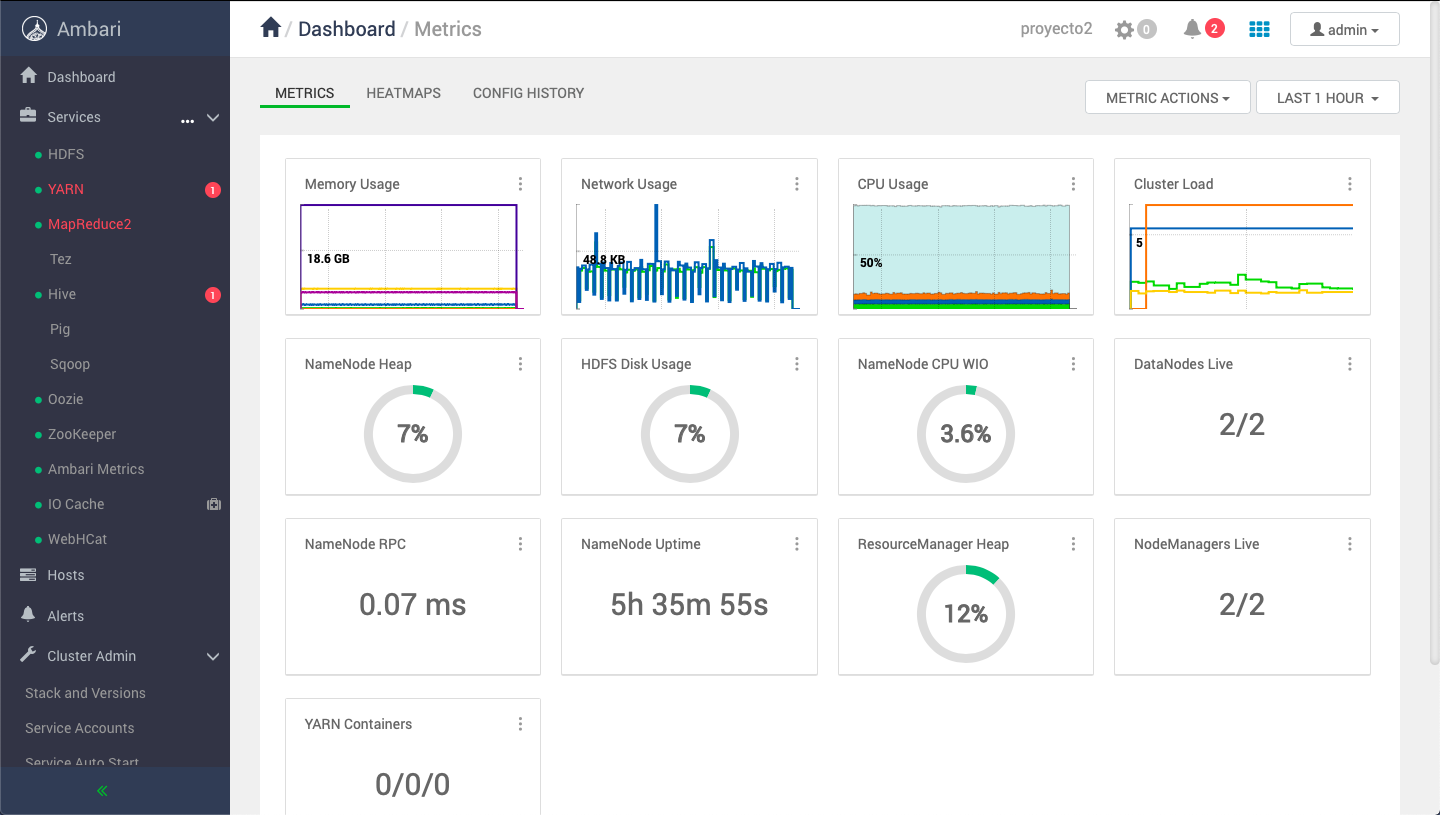 Ambari
Dashboard / Metrics
proyecto2
0
2
admin
Dashboard
Services
...
HDFS
YARN
1
MapReduce2
Tez
Hive
1
Pig
Sqoop
Oozie
ZooKeeper
Ambari Metrics
IO Cache
WebHCat
Hosts
Alerts
Cluster Admin
Stack and Versions
Service Accounts
Service Auto Start
METRICS
HEATMAPS
CONFIG HISTORY
METRIC ACTIONS
LAST 1 HOUR
Memory Usage
18.6 GB
Network Usage
48.8 KB
CPU Usage
50%
Cluster Load
5
NameNode Heap
7%
HDFS Disk Usage
7%
NameNode CPU WIO
3.6%
DataNodes Live
2/2
NameNode RPC
0.07 ms
NameNode Uptime
5h 35m 55s
ResourceManager Heap
12%
NodeManagers Live
2/2
YARN Containers
0/0/0